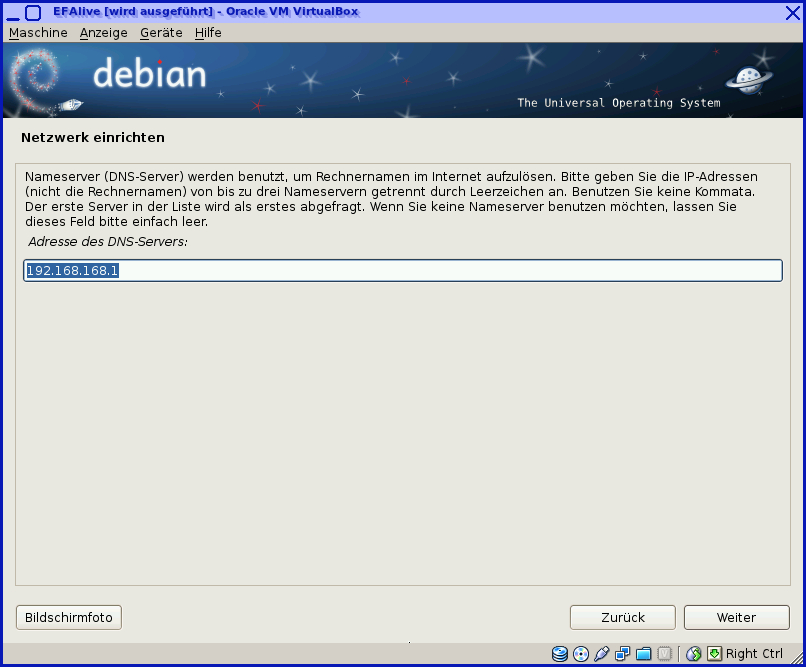 EFAlive [wird ausgeführt] - Oracle VM VirtualBox
Maschine Anzeige Geräte Hilfe
debian
The Universal Operating System
Netzwerk einrichten
Nameserver (DNS-Server) werden benutzt, um Rechnernamen im Internet aufzulösen. Bitte geben Sie die IP-Adressen
(nicht die Rechnernamen) von bis zu drei Nameservern getrennt durch Leerzeichen an. Benutzen Sie keine Kommata.
Der erste Server in der Liste wird als erstes abgefragt. Wenn Sie keine Nameserver benutzen möchten, lassen Sie
dieses Feld bitte einfach leer.
Adresse des DNS-Servers:
192.168.168.1
Bildschirmfoto
Zurück
Weiter
Right Ctrl